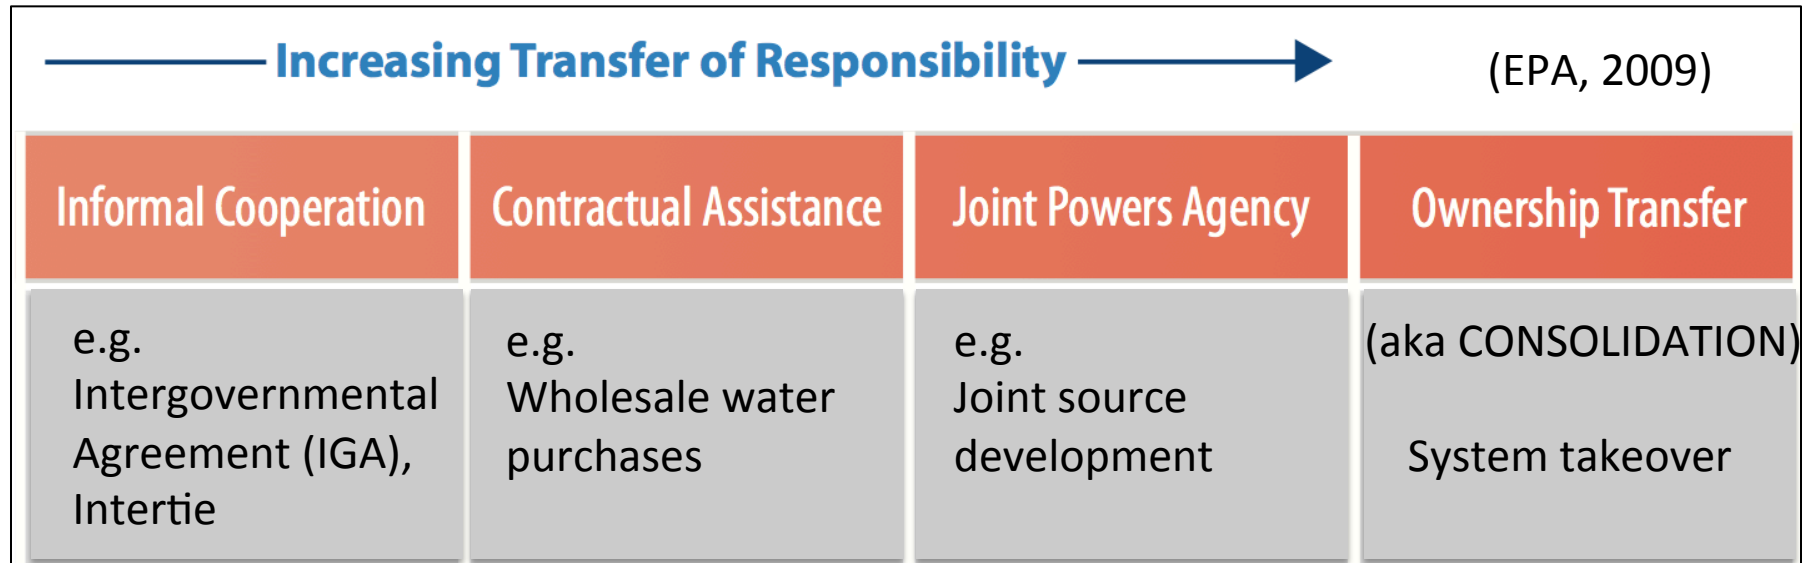 Increasing Transfer of Responsibility
(EPA, 2009)
Informal Cooperation
Contractual Assistance
Joint Powers Agency
Ownership Transfer
e.g.
Intergovernmental
Agreement (IGA),
Intertie
e.g.
Wholesale water
purchases
e.g.
Joint source
development
(aka CONSOLIDATION)
System takeover